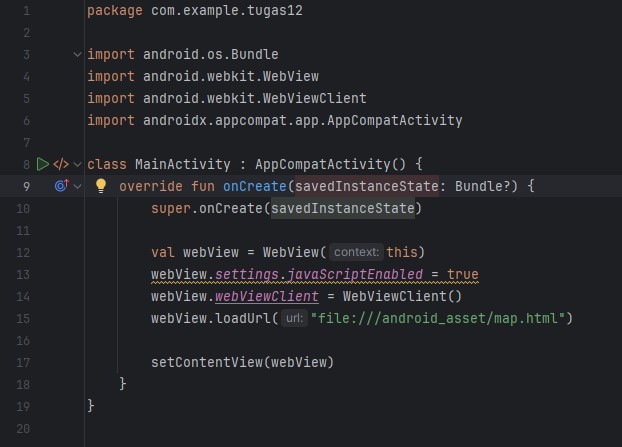 1 package com.example.tugas12
2
3 import android.os.Bundle
4 import android.webkit.WebView
5 import android.webkit.WebViewClient
6 import androidx.appcompat.app.AppCompatActivity
7
8 class MainActivity : AppCompatActivity() {
9 override fun onCreate(savedInstanceState: Bundle?) {
10 super.onCreate(savedInstanceState)
11
12 val webView = WebView( context: this)
13 webView.settings.javaScriptEnabled = true
14 webView.webViewClient = WebViewClient()
15 webView.loadUrl( url: "file:///android_asset/map.html")
16
17 setContentView(webView)
18 }
19 }
20